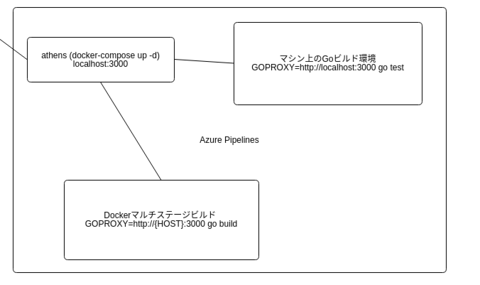 athens (docker-compose up -d)
localhost:3000
マシン上のGoビルド環境
GOPROXY=http://localhost:3000 go test
Azure Pipelines
Dockerマルチステージビルド
GOPROXY=http://{HOST}:3000 go build